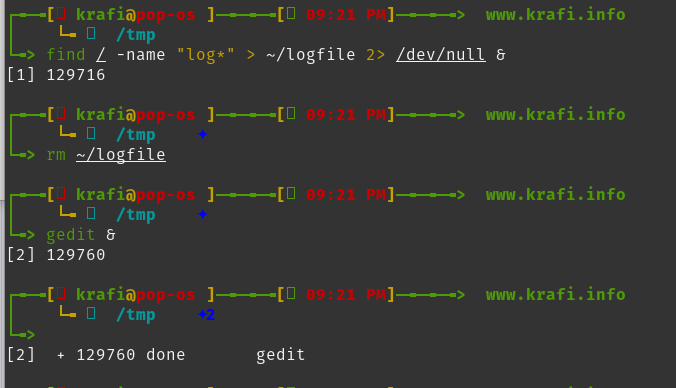 [ krafi@pop-os ]─────[ 09:21 PM]─────> www.krafi.info
/tmp
└─> find / -name "log*" > ~/logfile 2> /dev/null &
[1] 129716
[ krafi@pop-os ]─────[ 09:21 PM]─────> www.krafi.info
/tmp ✦
└─> rm ~/logfile
[ krafi@pop-os ]─────[ 09:21 PM]─────> www.krafi.info
/tmp ✦
└─> gedit &
[2] 129760
[ krafi@pop-os ]─────[ 09:21 PM]─────> www.krafi.info
/tmp ✦2
└─>
[2] + 129760 done gedit